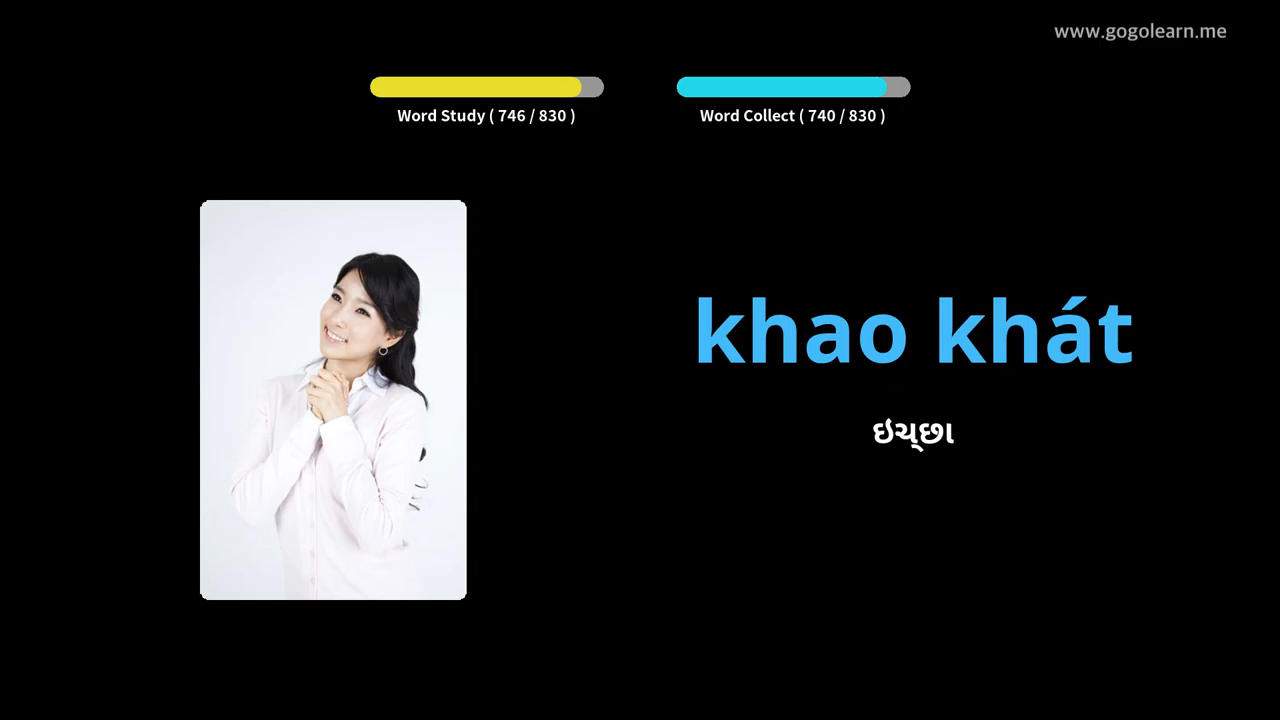 www.gogolearn.me
Word Study ( 746 / 830 )
Word Collect ( 740 / 830 )
khao khát
ઇચ્છા